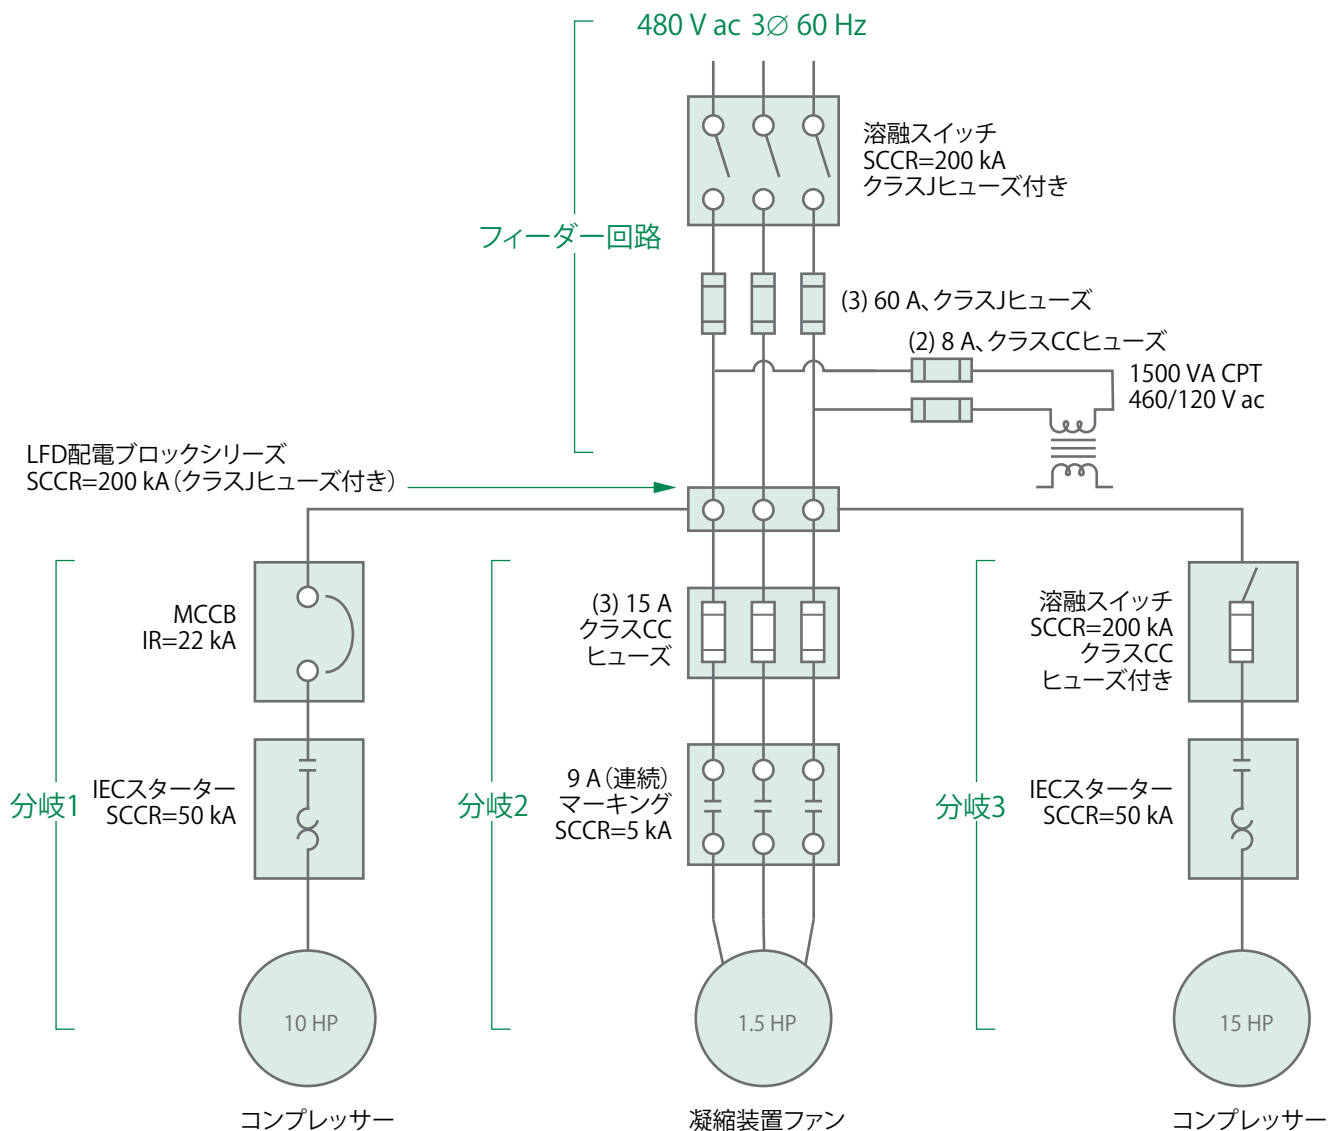 480 V ac 3∅ 60 Hz
溶融スイッチ
SCCR=200 kA
クラスJヒューズ付き
フィーダー回路
(3) 60 A、クラスJヒューズ
(2) 8 A、クラスCCヒューズ
1500 VA CPT
460/120 V ac
LFD配電ブロックシリーズ
SCCR=200 kA（クラスJヒューズ付き）
MCCB
IR=22 kA
(3) 15 A
クラスCC
ヒューズ
溶融スイッチ
SCCR=200 kA
クラスCC
ヒューズ付き
分岐1
IECスターター
SCCR=50 kA
分岐2
9 A（連続）
マーキング
SCCR=5 kA
分岐3
IECスターター
SCCR=50 kA
10 HP
1.5 HP
15 HP
コンプレッサー
凝縮装置ファン
コンプレッサー